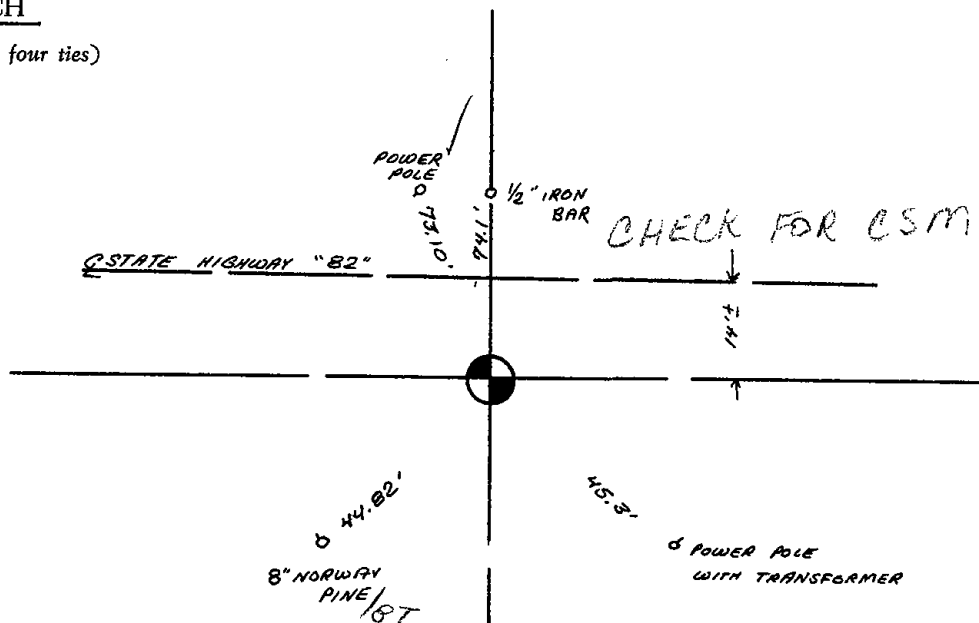 CH
four ties)
POWER
POLE
1/2" IRON
BAR
73.10'
74.1'
CHECK FOR CSM
℄ STATE HIGHWAY "82"
14'±
44.82'
45.3'
8" NORWAY
PINE /BT
POWER POLE
WITH TRANSFORMER